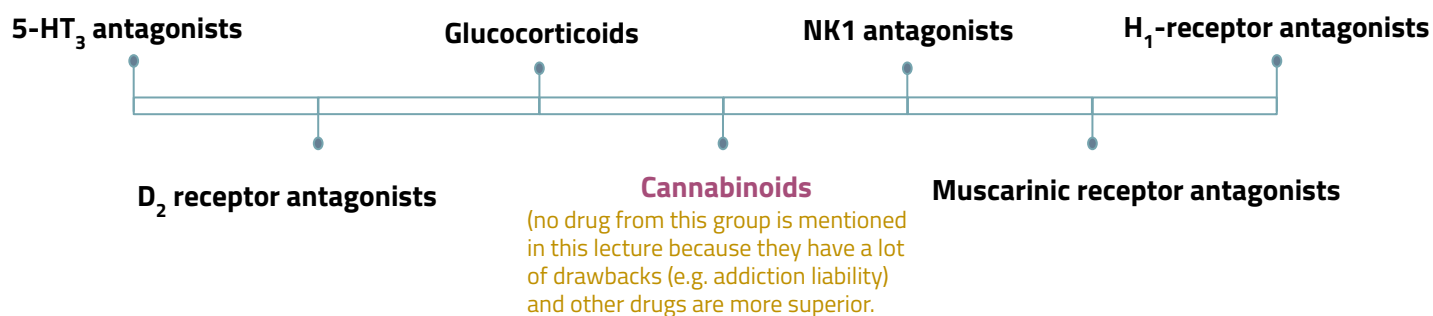 5-HT3 antagonists
Glucocorticoids
NK1 antagonists
H1-receptor antagonists
D2 receptor antagonists
Cannabinoids
(no drug from this group is mentioned
in this lecture because they have a lot
of drawbacks (e.g. addiction liability)
and other drugs are more superior.
Muscarinic receptor antagonists